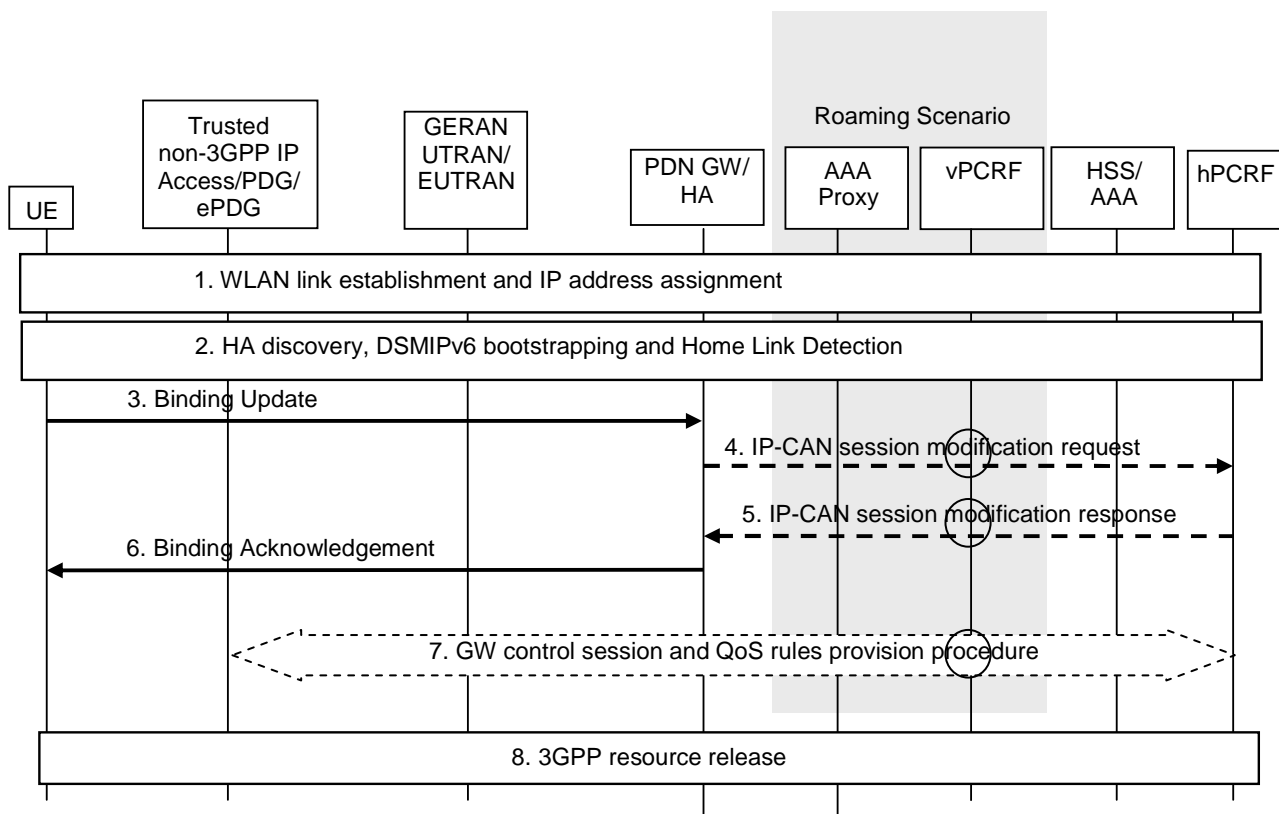 Roaming Scenario
UE
Trusted
non-3GPP IP
Access/PDG/
ePDG
GERAN
UTRAN/
EUTRAN
PDN GW/
HA
AAA
Proxy
vPCRF
HSS/
AAA
hPCRF
1. WLAN link establishment and IP address assignment
2. HA discovery, DSMIPv6 bootstrapping and Home Link Detection
3. Binding Update
4. IP-CAN session modification request
5. IP-CAN session modification response
6. Binding Acknowledgement
7. GW control session and QoS rules provision procedure
8. 3GPP resource release